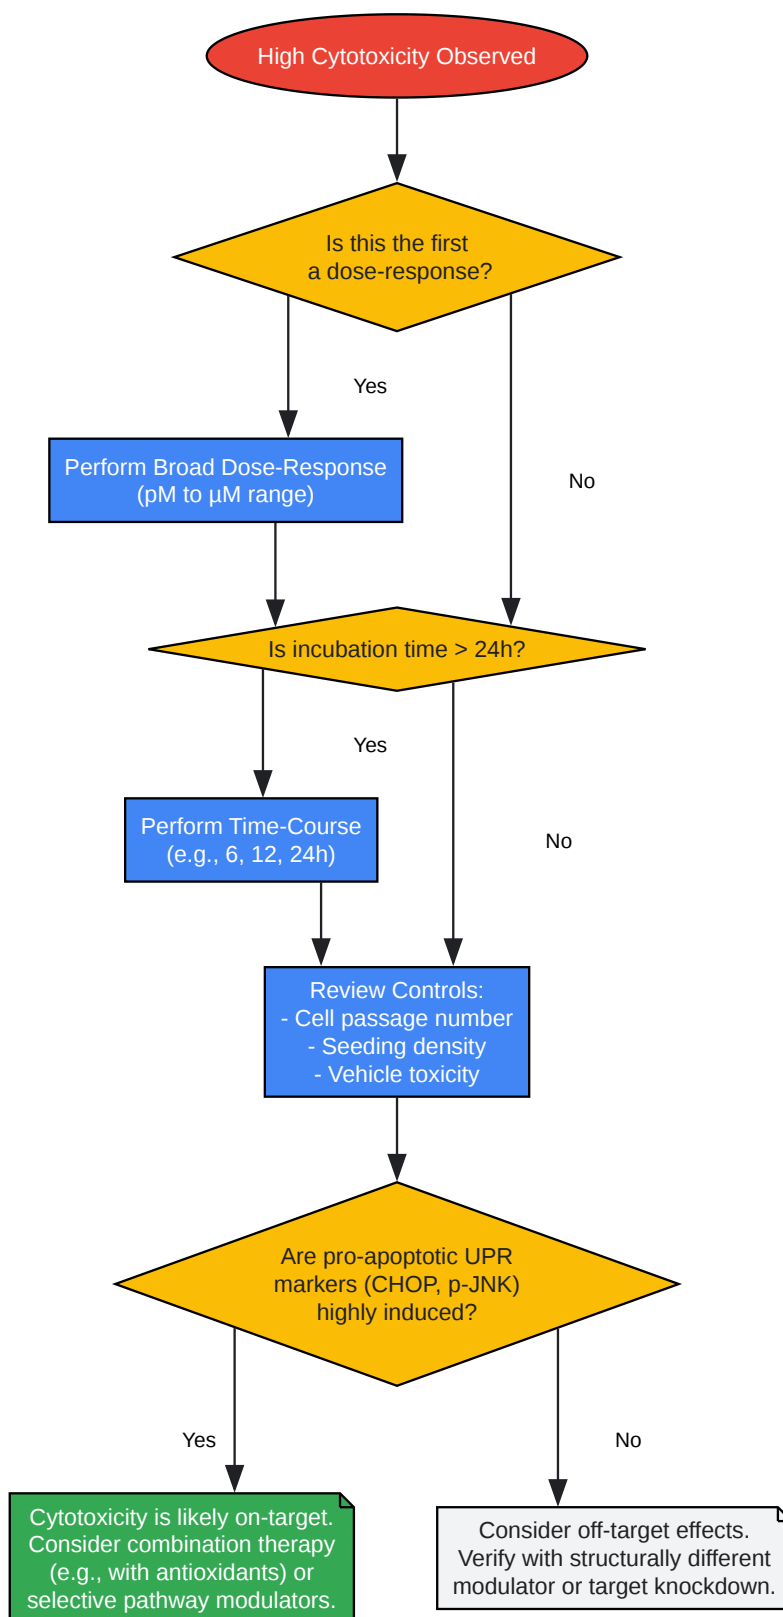 High Cytotoxicity Observed
Is this the first
a dose-response?
Yes
No
Perform Broad Dose-Response
(pM to µM range)
Is incubation time > 24h?
Yes
No
Perform Time-Course
(e.g., 6, 12, 24h)
Review Controls:
- Cell passage number
- Seeding density
- Vehicle toxicity
Are pro-apoptotic UPR
markers (CHOP, p-JNK)
highly induced?
Yes
No
Cytotoxicity is likely on-target.
Consider combination therapy
(e.g., with antioxidants) or
selective pathway modulators.
Consider off-target effects.
Verify with structurally different
modulator or target knockdown.